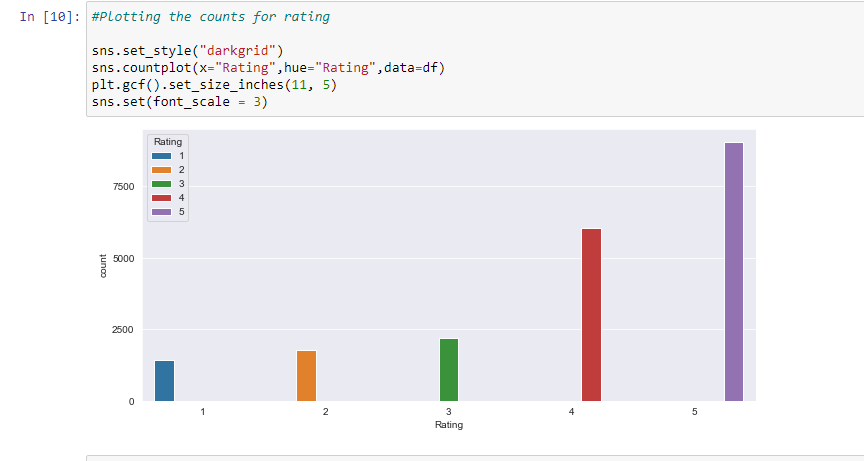 In [10]: #Plotting the counts for rating
sns.set_style("darkgrid")
sns.countplot(x="Rating",hue="Rating",data=df)
plt.gcf().set_size_inches(11, 5)
sns.set(font_scale = 3)
Rating
1
2
3
4
5
7500
5000
2500
0
count
1 2 3 4 5
Rating